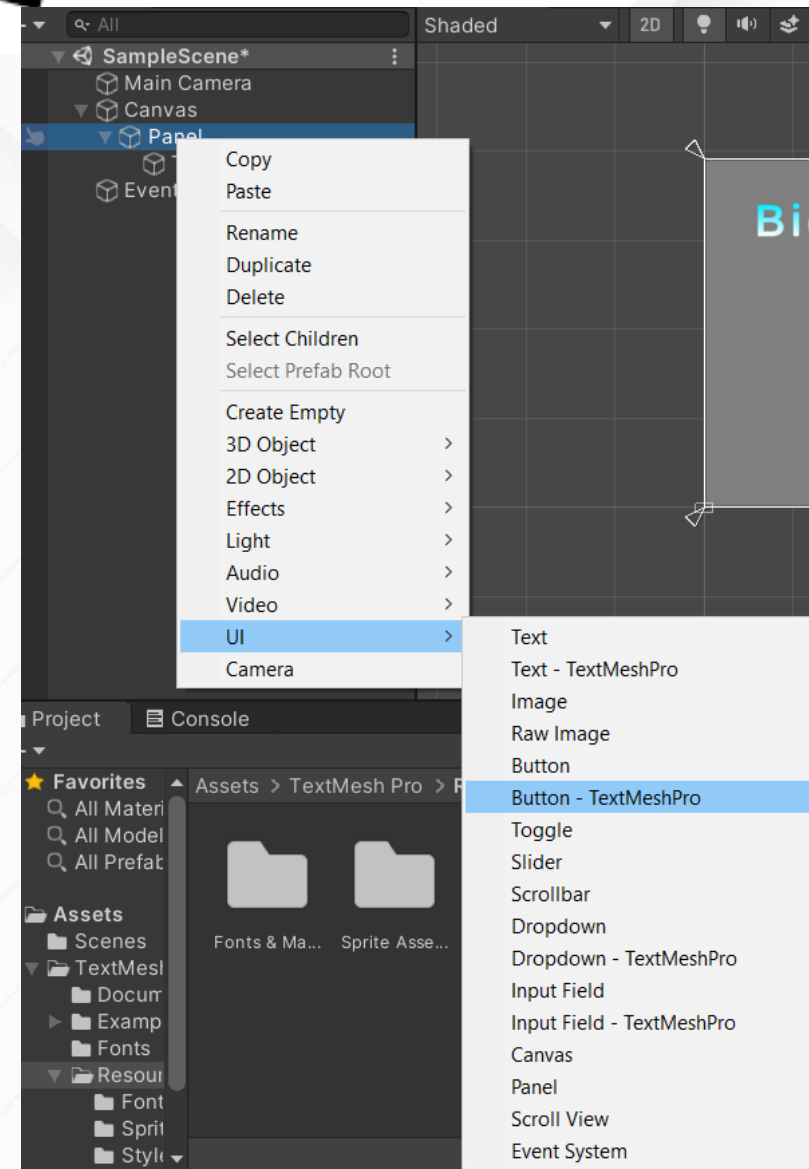 All
Shaded
2D
SampleScene*
Main Camera
Canvas
Panel
T
Event
Copy
Paste
Rename
Duplicate
Delete
Select Children
Select Prefab Root
Create Empty
3D Object
2D Object
Effects
Light
Audio
Video
UI
Camera
Text
Text - TextMeshPro
Image
Raw Image
Button
Button - TextMeshPro
Toggle
Slider
Scrollbar
Dropdown
Dropdown - TextMeshPro
Input Field
Input Field - TextMeshPro
Canvas
Panel
Scroll View
Event System
Project
Console
Favorites
All Materi
All Model
All Prefab
Assets
Scenes
TextMesh
Docum
Examp
Fonts
Resour
Font
Sprit
Style
Assets > TextMesh Pro > R
Fonts & Ma...
Sprite Asse...